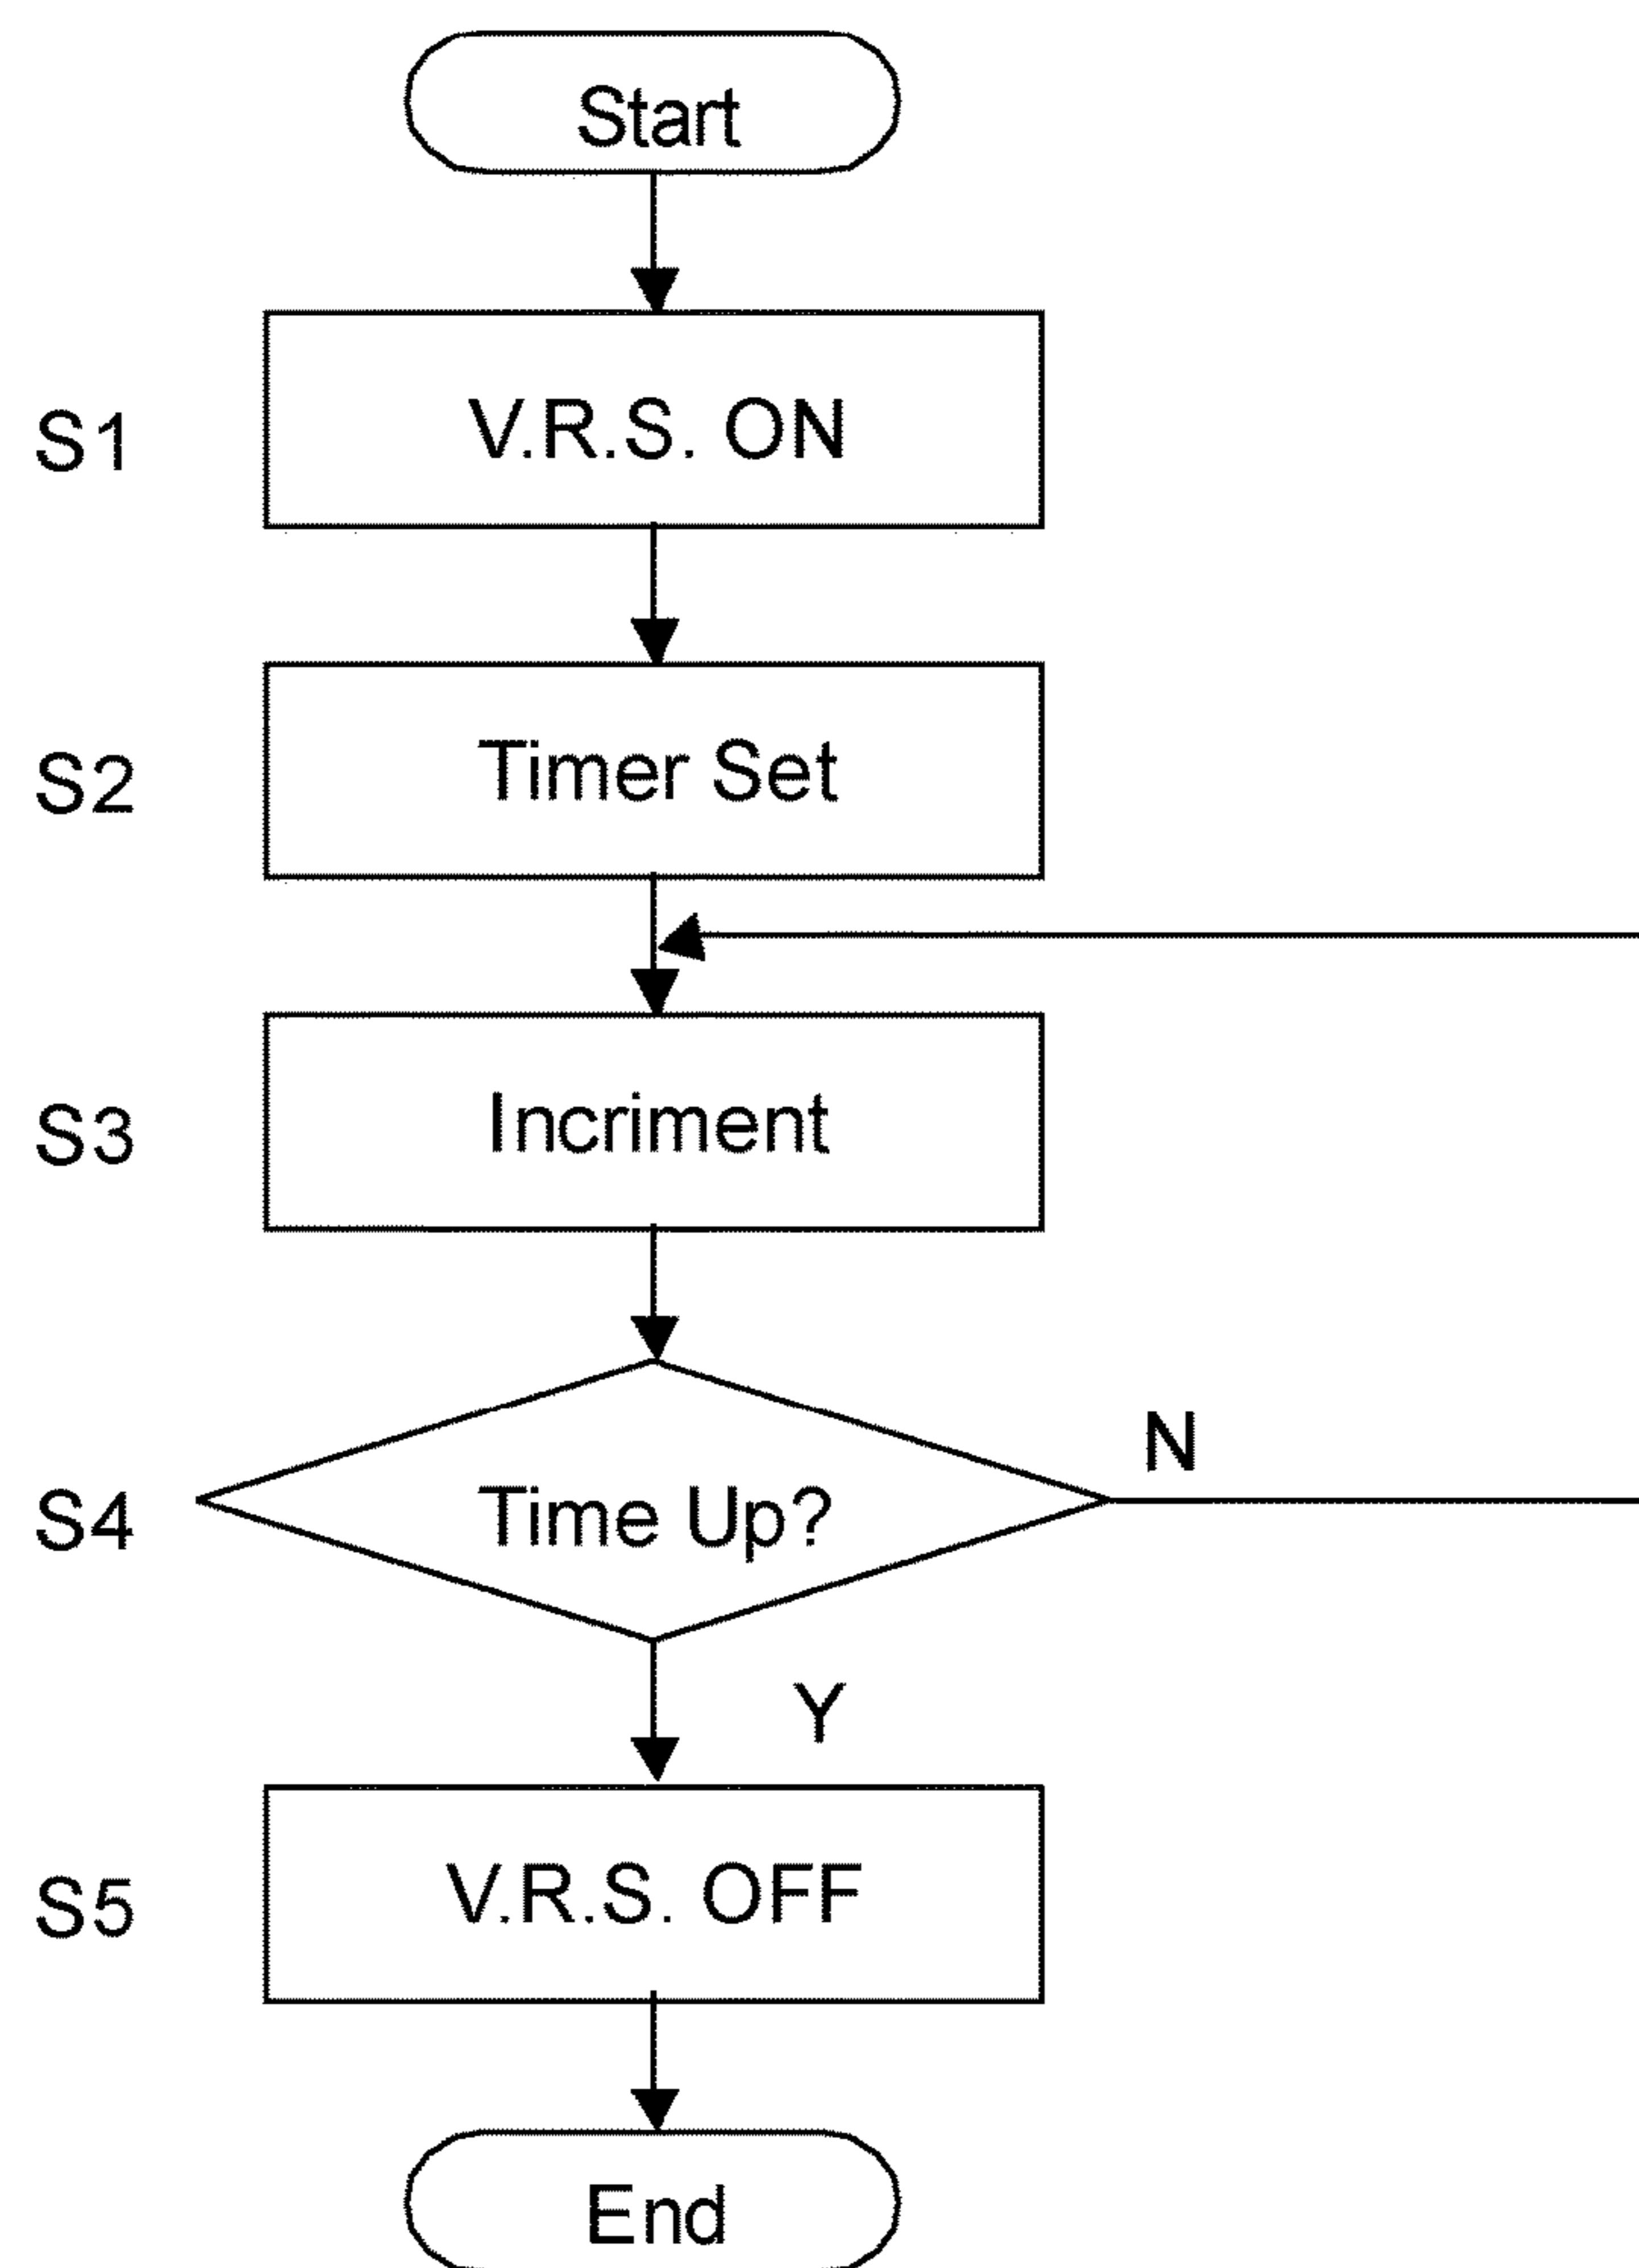 Start
S1
V.R.S. ON
S2
Timer Set
S3
Incriment
S4
Time Up?
N
Y
S5
V.R.S. OFF
End